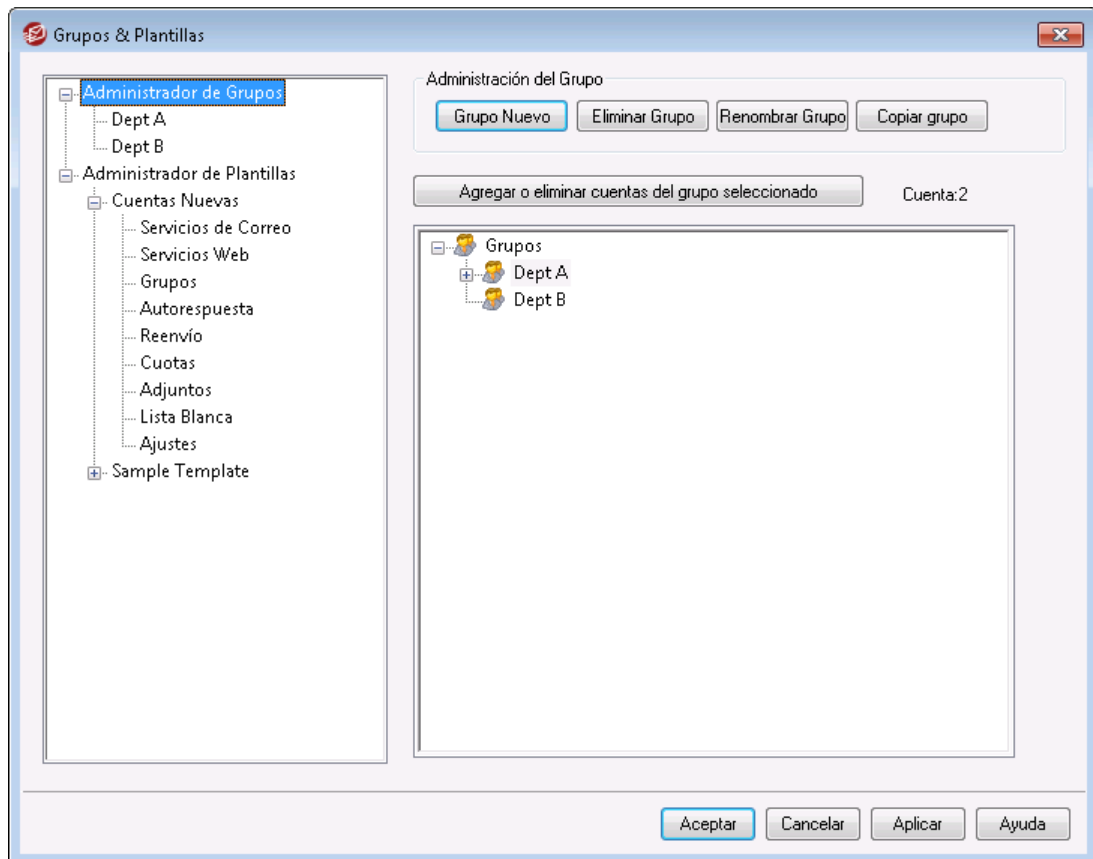 Grupos & Plantillas
Administrador de Grupos
Dept A
Dept B
Administrador de Plantillas
Cuentas Nuevas
Servicios de Correo
Servicios Web
Grupos
Autorespuesta
Reenvío
Cuotas
Adjuntos
Lista Blanca
Ajustes
Sample Template
Administración del Grupo
Grupo Nuevo Eliminar Grupo Renombrar Grupo Copiar grupo
Agregar o eliminar cuentas del grupo seleccionado Cuenta:2
Grupos
Dept A
Dept B
Aceptar Cancelar Aplicar Ayuda